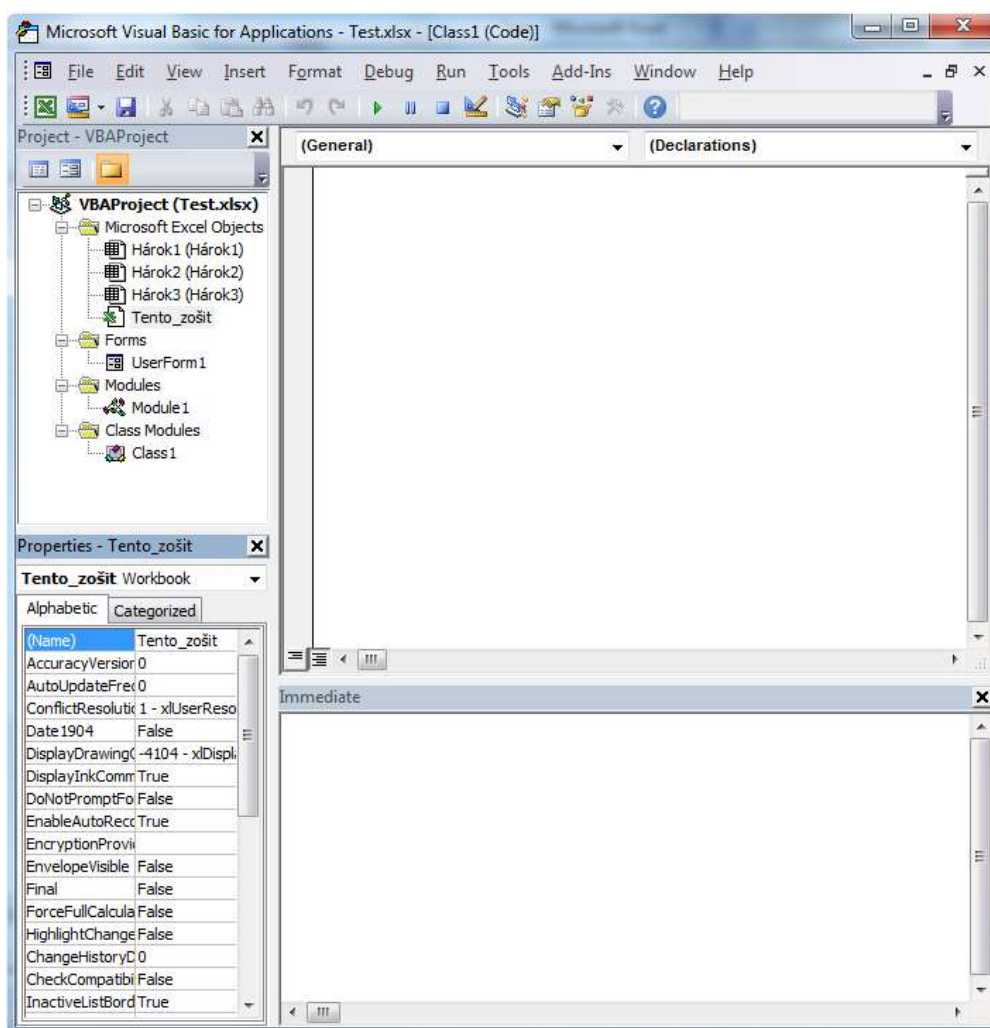 Microsoft Visual Basic for Applications - Test.xlsx - [Class1 (Code)]
File Edit View Insert Format Debug Run Tools Add-Ins Window Help
Project - VBAProject
VBAProject (Test.xlsx)
Microsoft Excel Objects
Hárok1 (Hárok1)
Hárok2 (Hárok2)
Hárok3 (Hárok3)
Tento_zošit
Forms
UserForm1
Modules
Module1
Class Modules
Class1
Properties - Tento_zošit
Tento_zošit Workbook
Alphabetic Categorized
(Name) Tento_zošit
AccuracyVersion 0
AutoUpdateFrec 0
ConflictResolutic 1 - xlUserReso
Date1904 False
DisplayDrawingC -4104 - xlDispl
DisplayInkComm True
DoNotPromptFo False
EnableAutoRecc True
EncryptionProvi
EnvelopeVisible False
Final False
ForceFullCalcula False
HighlightChange False
ChangeHistoryD 0
CheckCompatibi False
InactiveListBord True
(General) (Declarations)
Immediate